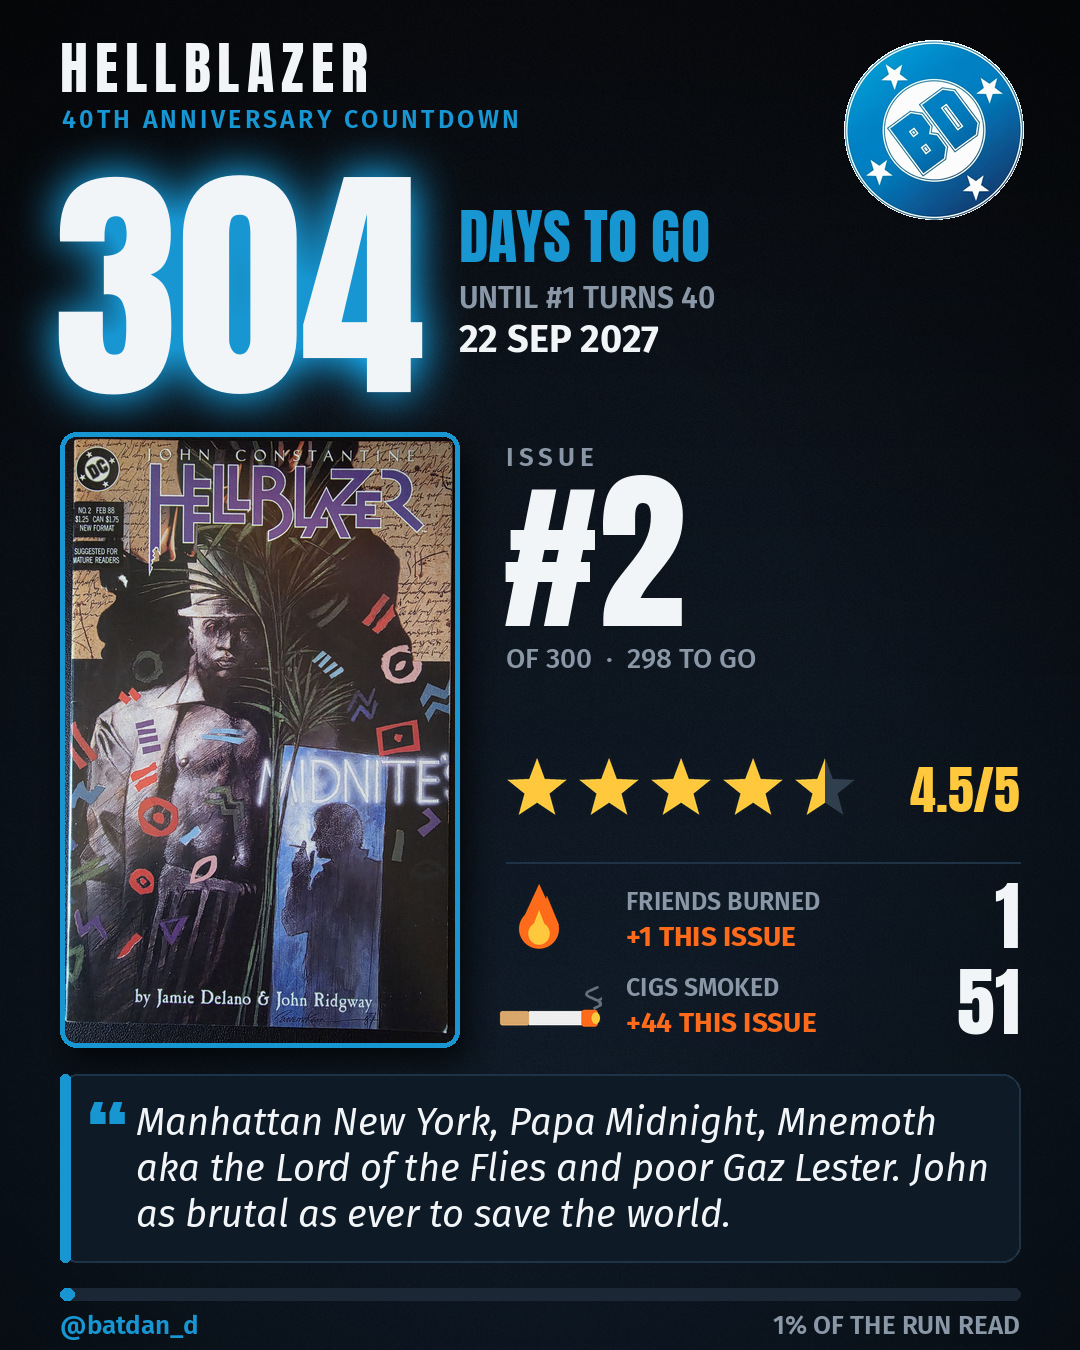 HELLBLAZER
40TH ANNIVERSARY COUNTDOWN
BD
304
DAYS TO GO
UNTIL #1 TURNS 40
22 SEP 2027
DC
JOHN CONSTANTINE
HELLBLAZER
NO.2 FEB 88
$1.25 CAN $1.75
NEW FORMAT
SUGGESTED FOR
MATURE READERS
MIDNITE'S
by Jamie Delano & John Ridgway
ISSUE
#2
OF 300 · 298 TO GO
4.5/5
FRIENDS BURNED
+1 THIS ISSUE
1
CIGS SMOKED
+44 THIS ISSUE
51
“Manhattan New York, Papa Midnight, Mnemoth
aka the Lord of the Flies and poor Gaz Lester. John
as brutal as ever to save the world.
@batdan_d
1% OF THE RUN READ